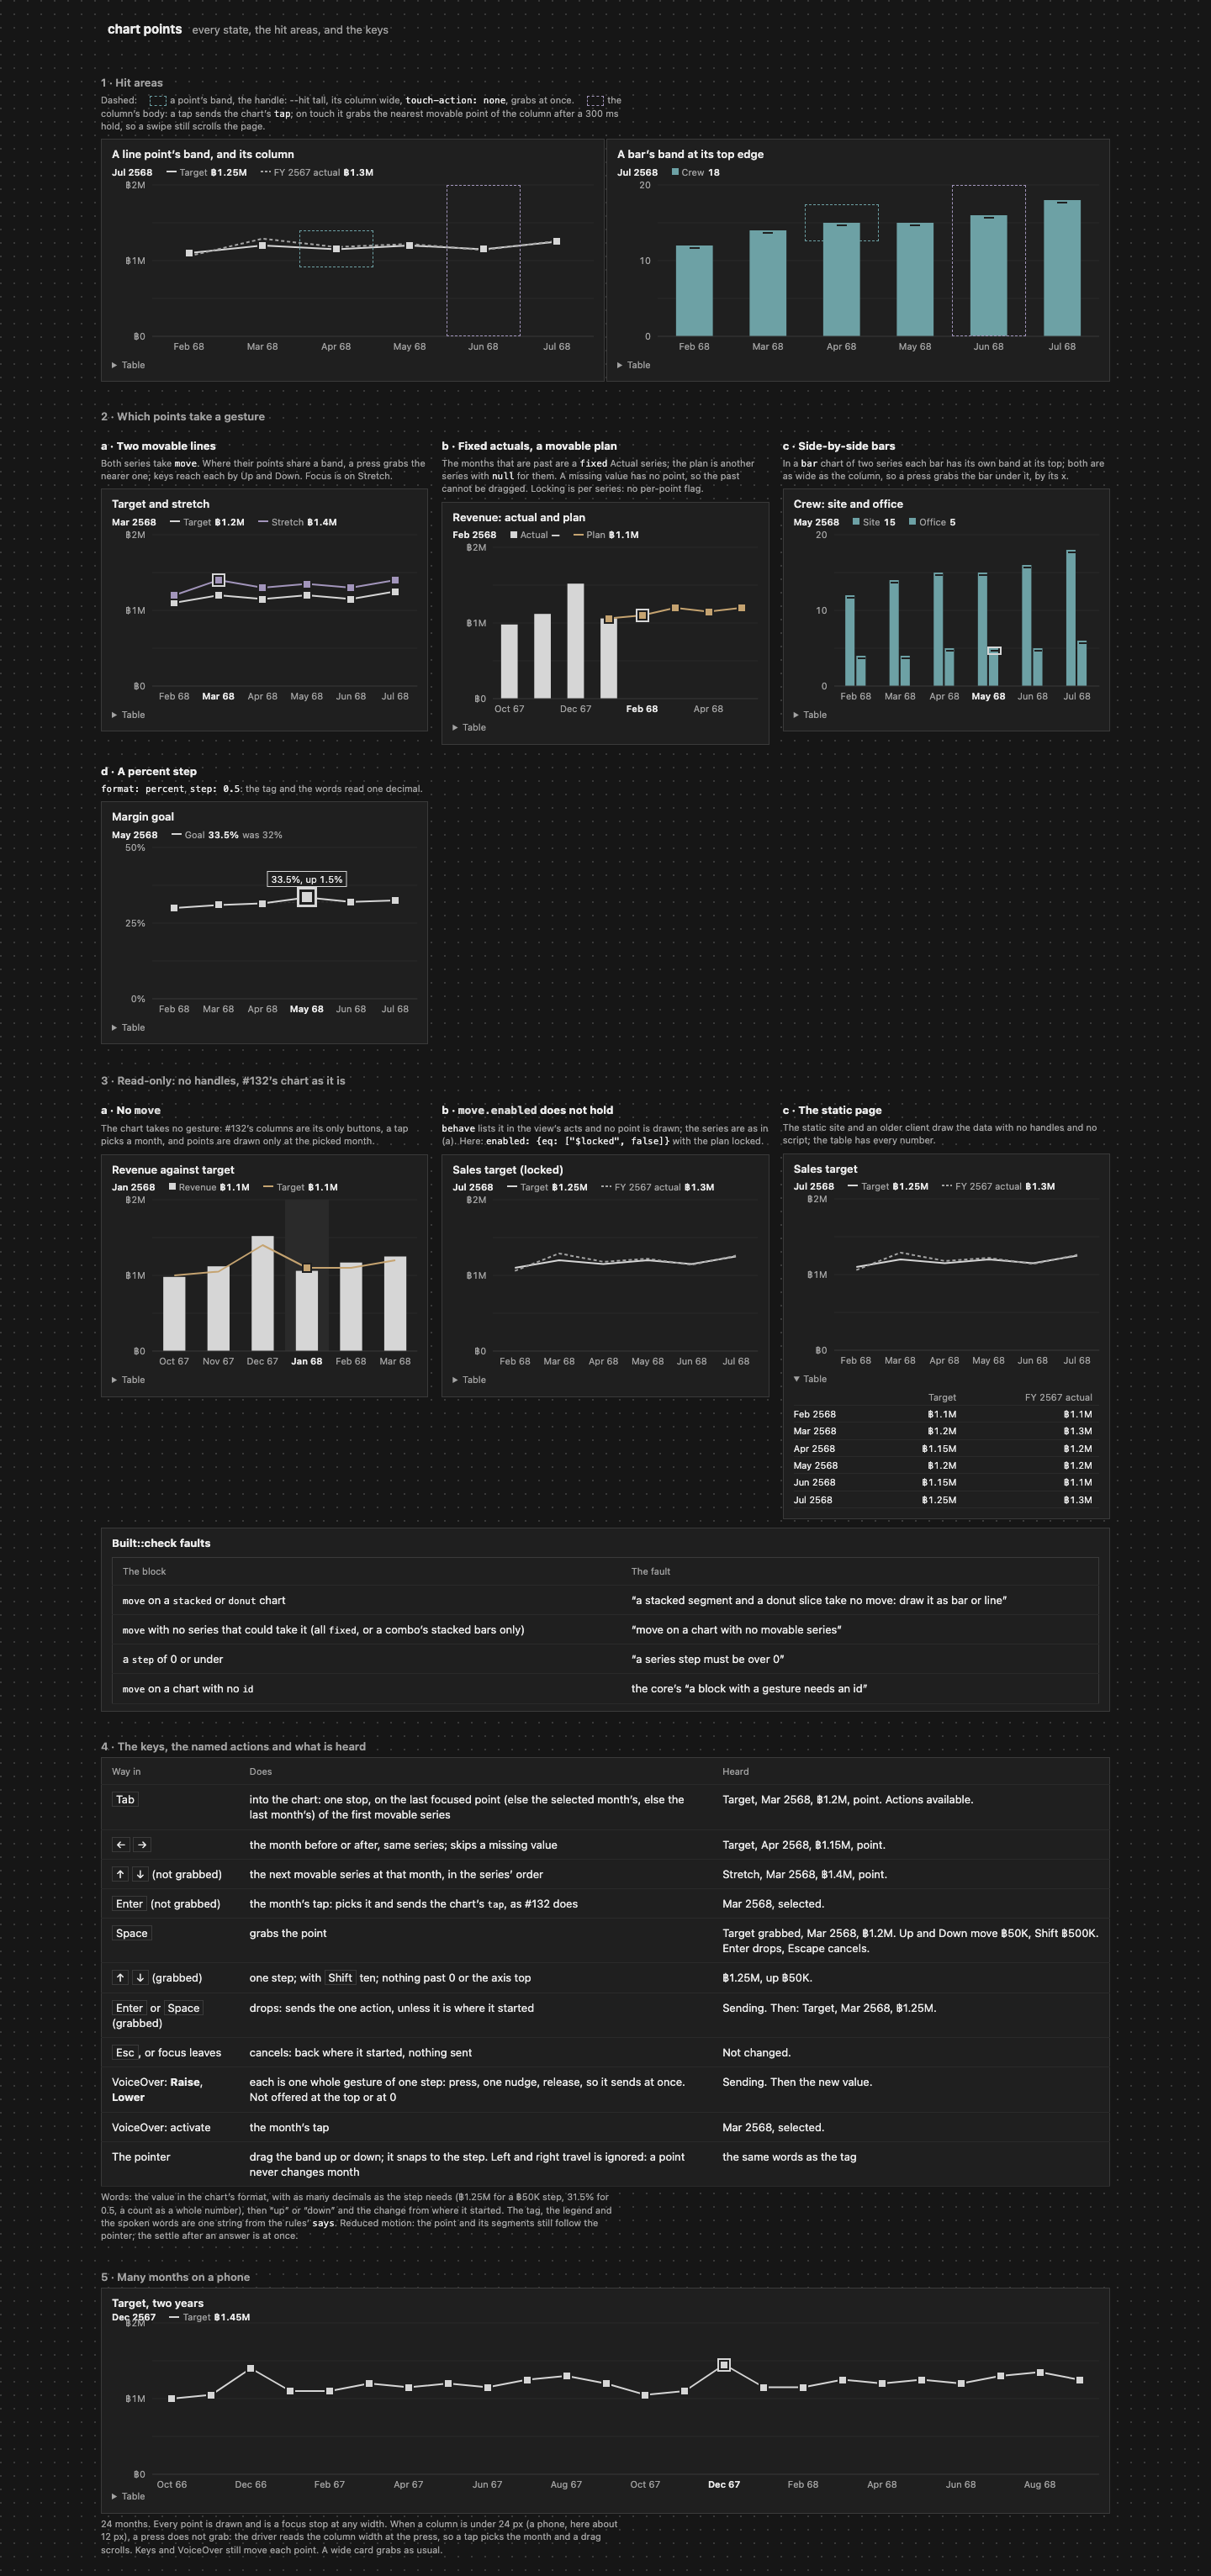 chart points every state, the hit areas, and the keys
1 · Hit areas
Dashed: a point's band, the handle: --hit tall, its column wide, touch-action: none, grabs at once. the
column's body: a tap sends the chart's tap; on touch it grabs the nearest movable point of the column after a 300 ms
hold, so a swipe still scrolls the page.
A line point's band, and its column
Jul 2568 Target ฿1.25M FY 2567 actual ฿1.3M
฿2M
฿1M
฿0
Feb 68 Mar 68 Apr 68 May 68 Jun 68 Jul 68
▶ Table
A bar's band at its top edge
Jul 2568 Crew 18
20
10
0
Feb 68 Mar 68 Apr 68 May 68 Jun 68 Jul 68
▶ Table
2 · Which points take a gesture
a · Two movable lines
Both series take move. Where their points share a band, a press grabs the
nearer one; keys reach each by Up and Down. Focus is on Stretch.
Target and stretch
Mar 2568 Target ฿1.2M Stretch ฿1.4M
฿2M
฿1M
฿0
Feb 68 Mar 68 Apr 68 May 68 Jun 68 Jul 68
▶ Table
b · Fixed actuals, a movable plan
The months that are past are a fixed Actual series; the plan is another
series with null for them. A missing value has no point, so the past
cannot be dragged. Locking is per series: no per-point flag.
Revenue: actual and plan
Feb 2568 Actual — Plan ฿1.1M
฿2M
฿1M
฿0
Oct 67 Dec 67 Feb 68 Apr 68
▶ Table
c · Side-by-side bars
In a bar chart of two series each bar has its own band at its top; both are
as wide as the column, so a press grabs the bar under it, by its x.
Crew: site and office
May 2568 Site 15 Office 5
20
10
0
Feb 68 Mar 68 Apr 68 May 68 Jun 68 Jul 68
▶ Table
d · A percent step
format: percent, step: 0.5: the tag and the words read one decimal.
Margin goal
May 2568 Goal 33.5% was 32%
50%
33.5%, up 1.5%
25%
0%
Feb 68 Mar 68 Apr 68 May 68 Jun 68 Jul 68
▶ Table
3 · Read-only: no handles, #132's chart as it is
a · No move
The chart takes no gesture: #132's columns are its only buttons, a tap
picks a month, and points are drawn only at the picked month.
Revenue against target
Jan 2568 Revenue ฿1.1M Target ฿1.1M
฿2M
฿1M
฿0
Oct 67 Nov 67 Dec 67 Jan 68 Feb 68 Mar 68
▶ Table
b · move.enabled does not hold
behave lists it in the view's acts and no point is drawn; the series are as in
(a). Here: enabled: {eq: ["$locked", false]} with the plan locked.
Sales target (locked)
Jul 2568 Target ฿1.25M FY 2567 actual ฿1.3M
฿2M
฿1M
฿0
Feb 68 Mar 68 Apr 68 May 68 Jun 68 Jul 68
▶ Table
c · The static page
The static site and an older client draw the data with no handles and no
script; the table has every number.
Sales target
Jul 2568 Target ฿1.25M FY 2567 actual ฿1.3M
฿2M
฿1M
฿0
Feb 68 Mar 68 Apr 68 May 68 Jun 68 Jul 68
▼ Table
Target FY 2567 actual
Feb 2568 ฿1.1M ฿1.1M
Mar 2568 ฿1.2M ฿1.3M
Apr 2568 ฿1.15M ฿1.2M
May 2568 ฿1.2M ฿1.2M
Jun 2568 ฿1.15M ฿1.1M
Jul 2568 ฿1.25M ฿1.3M
Built::check faults
The block The fault
move on a stacked or donut chart "a stacked segment and a donut slice take no move: draw it as bar or line"
move with no series that could take it (all fixed, or a combo's stacked bars only) "move on a chart with no movable series"
a step of 0 or under "a series step must be over 0"
move on a chart with no id the core's "a block with a gesture needs an id"
4 · The keys, the named actions and what is heard
Way in Does Heard
Tab into the chart: one stop, on the last focused point (else the selected month's, else the Target, Mar 2568, ฿1.2M, point. Actions available.
last month's) of the first movable series
← → the month before or after, same series; skips a missing value Target, Apr 2568, ฿1.15M, point.
↑ ↓ (not grabbed) the next movable series at that month, in the series' order Stretch, Mar 2568, ฿1.4M, point.
Enter (not grabbed) the month's tap: picks it and sends the chart's tap, as #132 does Mar 2568, selected.
Space grabs the point Target grabbed, Mar 2568, ฿1.2M. Up and Down move ฿50K, Shift ฿500K.
Enter drops, Escape cancels.
↑ ↓ (grabbed) one step; with Shift ten; nothing past 0 or the axis top ฿1.25M, up ฿50K.
Enter or Space drops: sends the one action, unless it is where it started Sending. Then: Target, Mar 2568, ฿1.25M.
(grabbed)
Esc, or focus leaves cancels: back where it started, nothing sent Not changed.
VoiceOver: Raise, each is one whole gesture of one step: press, one nudge, release, so it sends at once. Sending. Then the new value.
Lower Not offered at the top or at 0
VoiceOver: activate the month's tap Mar 2568, selected.
The pointer drag the band up or down; it snaps to the step. Left and right travel is ignored: a point the same words as the tag
never changes month
Words: the value in the chart's format, with as many decimals as the step needs (฿1.25M for a ฿50K step, 31.5% for
0.5, a count as a whole number), then "up" or "down" and the change from where it started. The tag, the legend and
the spoken words are one string from the rules' says. Reduced motion: the point and its segments still follow the
pointer; the settle after an answer is at once.
5 · Many months on a phone
Target, two years
Dec 2567 Target ฿1.45M
฿2M
฿1M
฿0
Oct 66 Dec 66 Feb 67 Apr 67 Jun 67 Aug 67 Oct 67 Dec 67 Feb 68 Apr 68 Jun 68 Aug 68
▶ Table
24 months. Every point is drawn and is a focus stop at any width. When a column is under 24 px (a phone, here about
12 px), a press does not grab: the driver reads the column width at the press, so a tap picks the month and a drag
scrolls. Keys and VoiceOver still move each point. A wide card grabs as usual.